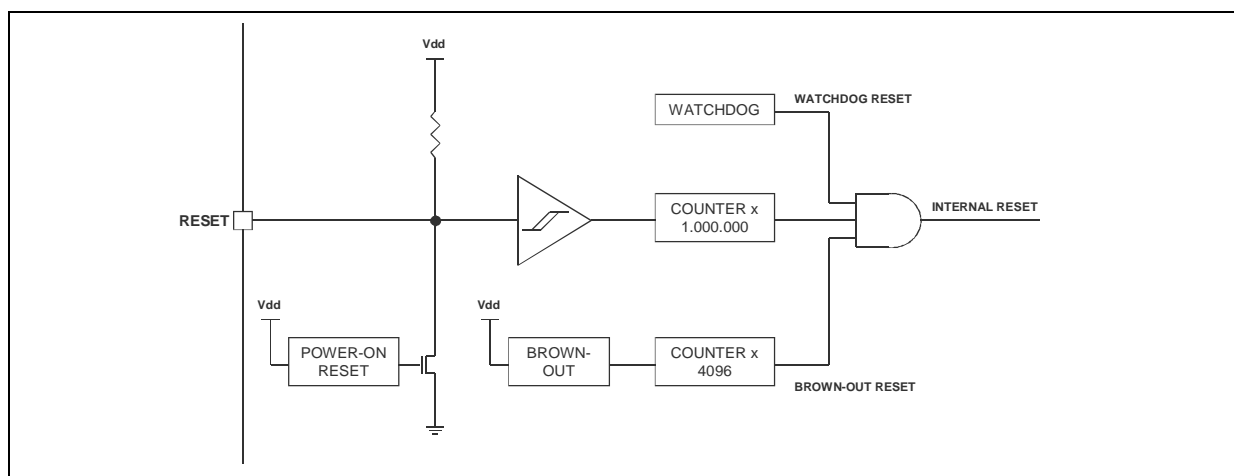 Vdd
WATCHDOG
WATCHDOG RESET
RESET
COUNTER x
1.000.000
INTERNAL RESET
Vdd
POWER-ON
RESET
Vdd
BROWN-
OUT
COUNTER x
4096
BROWN-OUT RESET